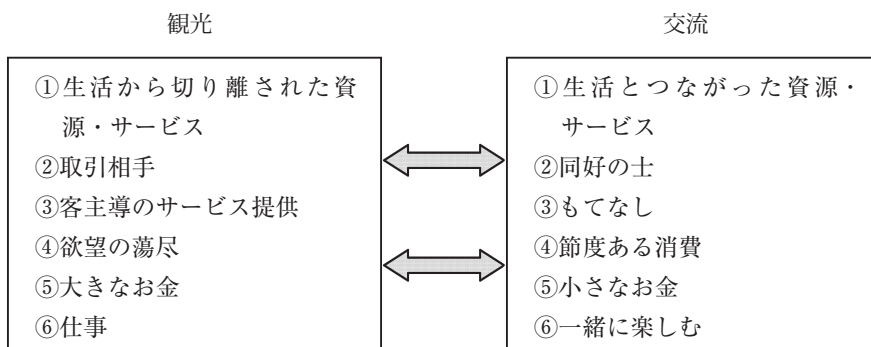 観光
①生活から切り離された資
源・サービス
②取引相手
③客主導のサービス提供
④欲望の蕩尽
⑤大きなお金
⑥仕事
交流
①生活とつながった資源・
サービス
②同好の士
③もてなし
④節度ある消費
⑤小さなお金
⑥一緒に楽しむ